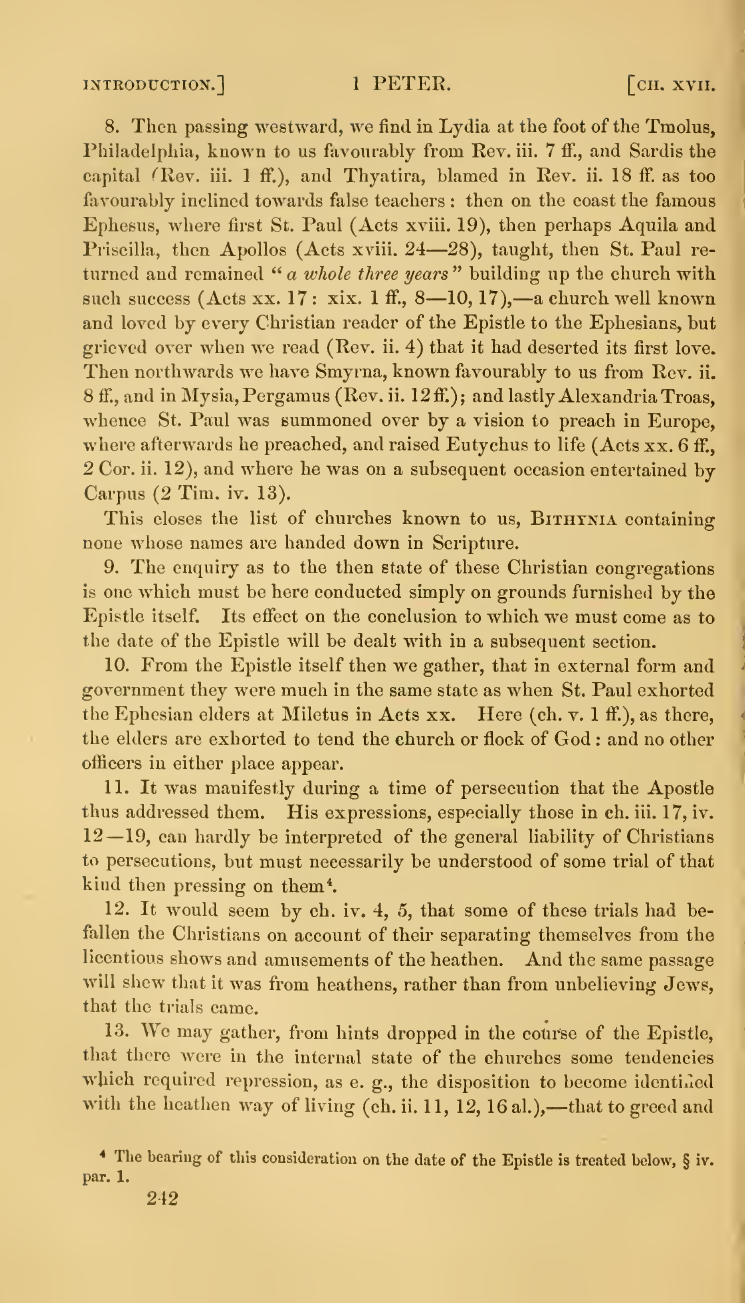 INTRODUCTION.] 1 PETER. [CH. XVII.
8. Then passing westward, we find in Lydia at the foot of the Tmolus,
Philadelphia, known to us favourably from Rev. iii. 7 ff., and Sardis the
capital (Rev. iii. 1 ff.), and Thyatira, blamed in Rev. ii. 18 ff. as too
favourably inclined towards false teachers : then on the coast the famous
Ephesus, where first St. Paul (Acts xviii. 19), then perhaps Aquila and
Priscilla, then Apollos (Acts xviii. 24—28), taught, then St. Paul re-
turned and remained “ a whole three years ” building up the church with
such success (Acts xx. 17 : xix. 1 ff., 8—10, 17),—a church well known
and loved by every Christian reader of the Epistle to the Ephesians, but
grieved over when we read (Rev. ii. 4) that it had deserted its first love.
Then northwards we have Smyrna, known favourably to us from Rev. ii.
8 ff., and in Mysia, Pergamus (Rev. ii. 12 ff.); and lastly Alexandria Troas,
whence St. Paul was summoned over by a vision to preach in Europe,
where afterwards he preached, and raised Eutychus to life (Acts xx. 6 ff.,
2 Cor. ii. 12), and where he was on a subsequent occasion entertained by
Carpus (2 Tim. iv. 13).
This closes the list of churches known to us, BITHYNIA containing
none whose names are handed down in Scripture.
9. The enquiry as to the then state of these Christian congregations
is one which must be here conducted simply on grounds furnished by the
Epistle itself. Its effect on the conclusion to which we must come as to
the date of the Epistle will be dealt with in a subsequent section.
10. From the Epistle itself then we gather, that in external form and
government they were much in the same state as when St. Paul exhorted
the Ephesian elders at Miletus in Acts xx. Here (ch. v. 1 ff.), as there,
the elders are exhorted to tend the church or flock of God : and no other
officers in either place appear.
11. It was manifestly during a time of persecution that the Apostle
thus addressed them. His expressions, especially those in ch. iii. 17, iv.
12—19, can hardly be interpreted of the general liability of Christians
to persecutions, but must necessarily be understood of some trial of that
kind then pressing on them⁴.
12. It would seem by ch. iv. 4, 5, that some of these trials had be-
fallen the Christians on account of their separating themselves from the
licentious shows and amusements of the heathen. And the same passage
will shew that it was from heathens, rather than from unbelieving Jews,
that the trials came.
13. We may gather, from hints dropped in the course of the Epistle,
that there were in the internal state of the churches some tendencies
which required repression, as e. g., the disposition to become identified
with the heathen way of living (ch. ii. 11, 12, 16 al.),—that to greed and
⁴ The bearing of this consideration on the date of the Epistle is treated below, § iv.
par. 1.
242